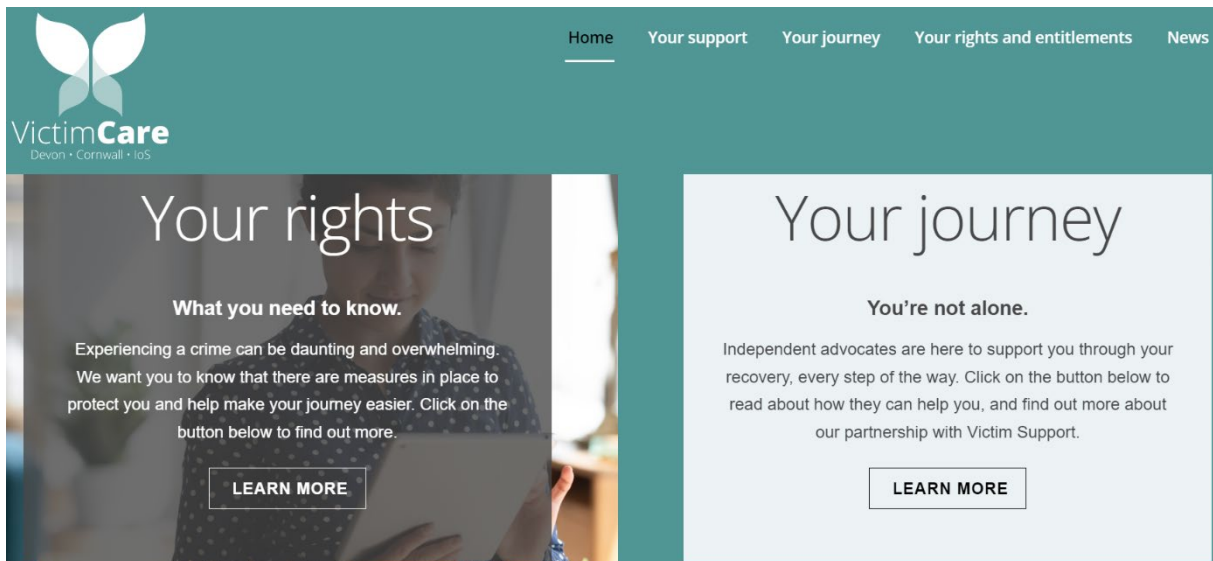 Home Your support Your journey Your rights and entitlements News
VictimCare
Devon • Cornwall • IoS
Your rights
What you need to know.
Experiencing a crime can be daunting and overwhelming.
We want you to know that there are measures in place to
protect you and help make your journey easier. Click on the
button below to find out more.
LEARN MORE
Your journey
You're not alone.
Independent advocates are here to support you through your
recovery, every step of the way. Click on the button below to
read about how they can help you, and find out more about
our partnership with Victim Support.
LEARN MORE